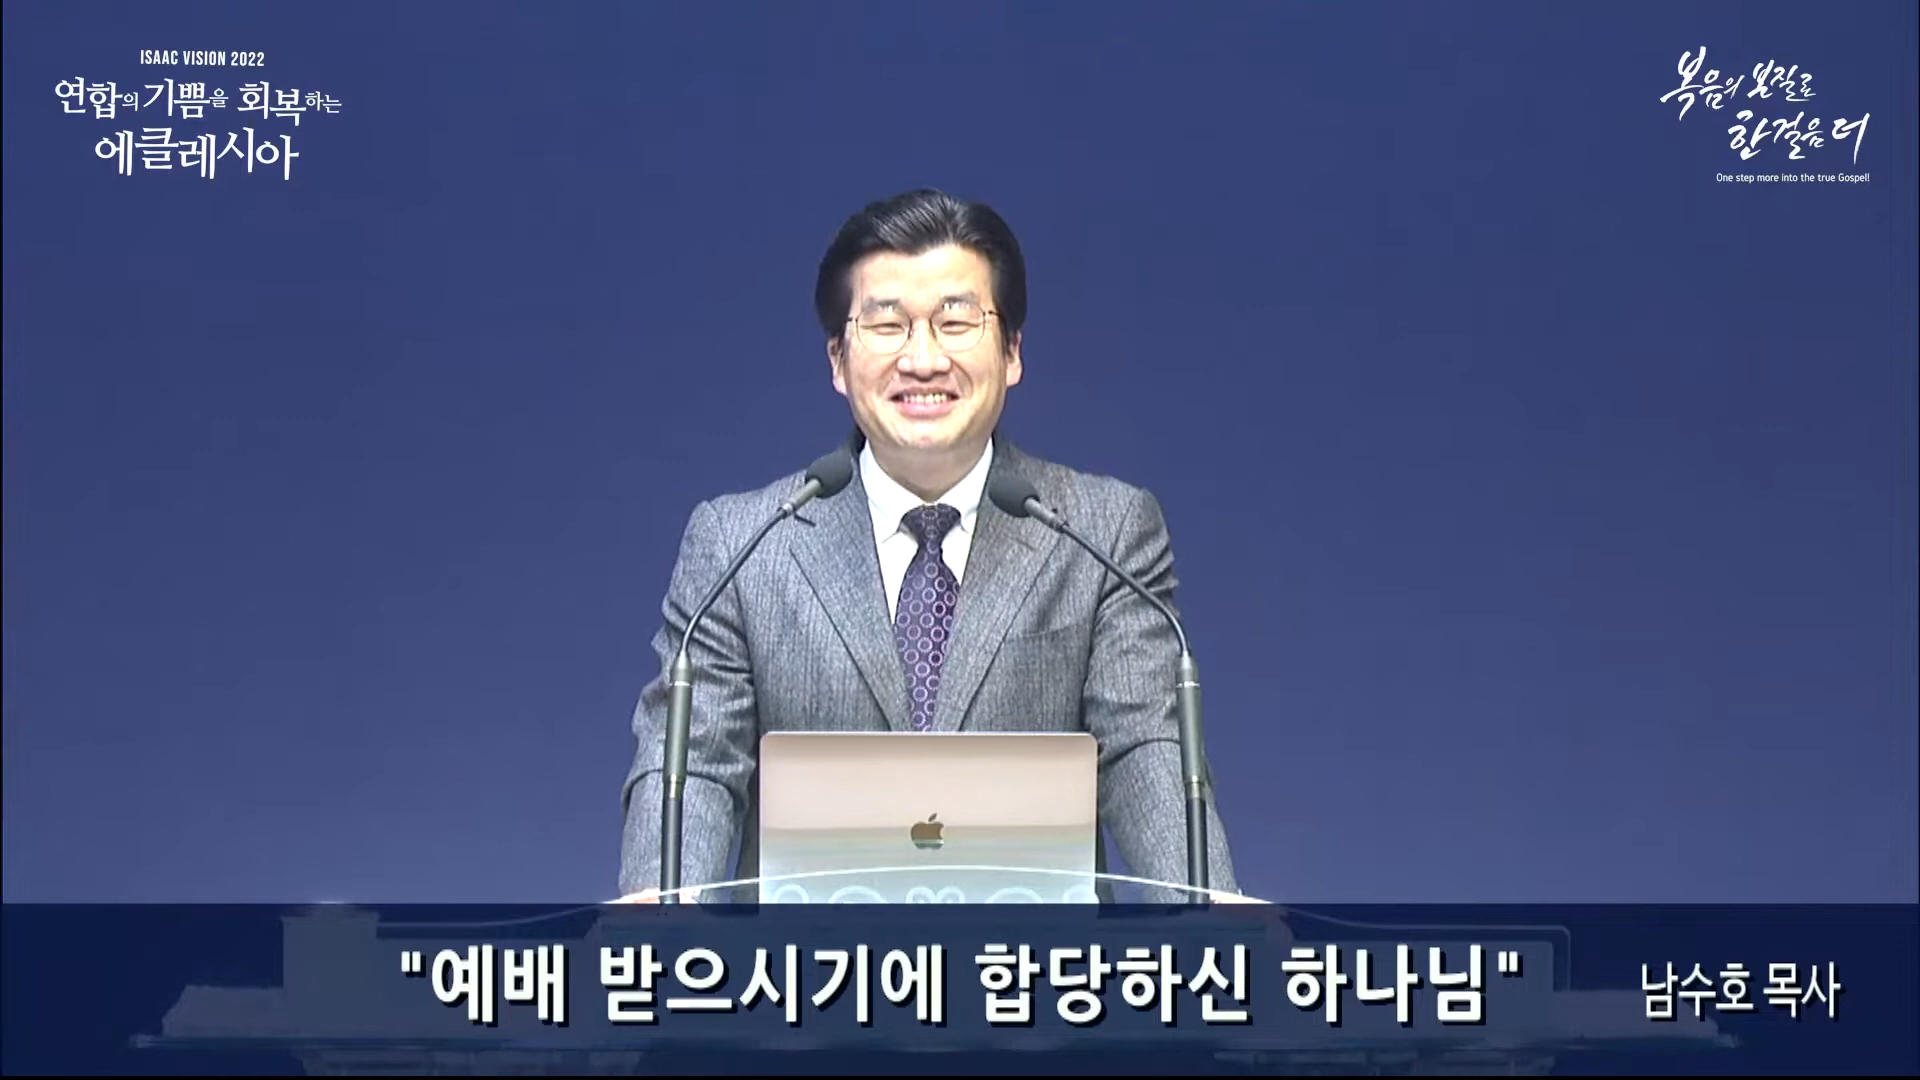 ISAAC VISION 2022
연합의 기쁨을 회복하는
에클레시아
복음의 본질로
한걸음 더
One step more into the true Gospel!
"예배 받으시기에 합당하신 하나님"
남수호 목사